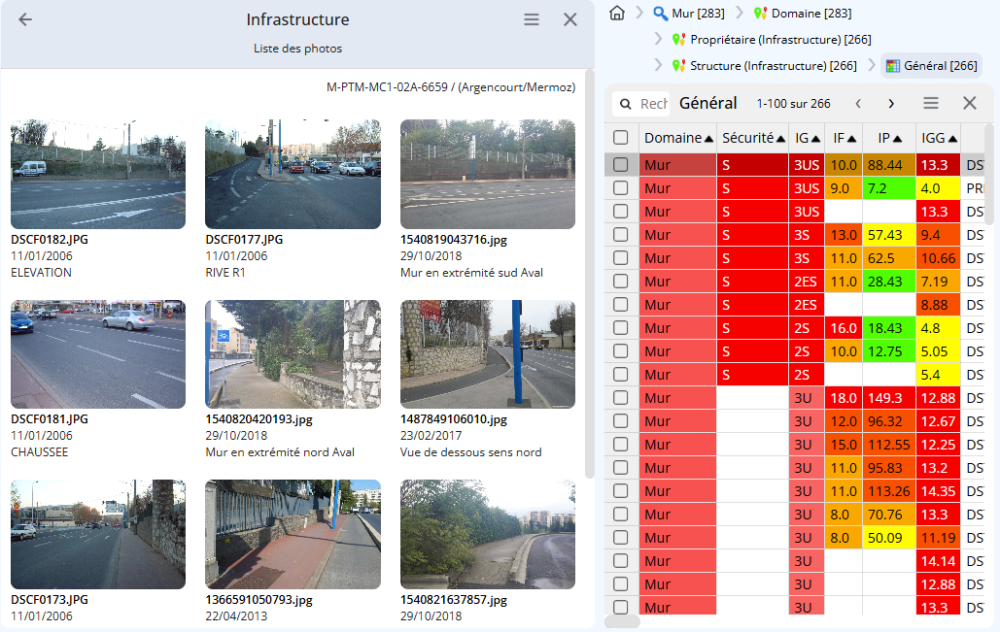 Infrastructure
Liste des photos
M-PTM-MC1-02A-6659 / (Argencourt/Mermoz)
DSCF0182.JPG
11/01/2006
ELEVATION
DSCF0177.JPG
11/01/2006
RIVE R1
1540819043716.jpg
29/10/2018
Mur en extrémité sud Aval
DSCF0181.JPG
11/01/2006
CHAUSSEE
1540820420193.jpg
29/10/2018
Mur en extrémité nord Aval
1487849106010.jpg
23/02/2017
Vue de dessous sens nord
DSCF0173.JPG
11/01/2006
1366591050793.jpg
22/04/2013
1540821637857.jpg
29/10/2018
Mur [283] Domaine [283]
Propriétaire (Infrastructure) [266]
Structure (Infrastructure) [266] Général [266]
Rech Général 1-100 sur 266
Domaine▲ Sécurité▲ IG▲ IF▲ IP▲ IGG▲
Mur S 3US 10.0 88.44 13.3 DS
Mur S 3US 9.0 7.2 4.0 PR
Mur S 3US 13.3 DS
Mur S 3S 13.0 57.43 9.4 DS
Mur S 3S 11.0 62.5 10.66 DS
Mur S 2ES 11.0 28.43 7.19 DS
Mur S 2ES 8.88 DS
Mur S 2S 16.0 18.43 4.8 DS
Mur S 2S 10.0 12.75 5.05 DS
Mur S 2S 5.4 DS
Mur 3U 18.0 149.3 12.88 DS
Mur 3U 12.0 96.32 12.67 DS
Mur 3U 15.0 112.55 12.25 DS
Mur 3U 11.0 95.83 13.2 DS
Mur 3U 11.0 113.26 14.35 DS
Mur 3U 8.0 70.76 13.3 DS
Mur 3U 8.0 50.09 11.19 DS
Mur 3U 14.14 DS
Mur 3U 12.88 DS
Mur 3U 13.3 DS